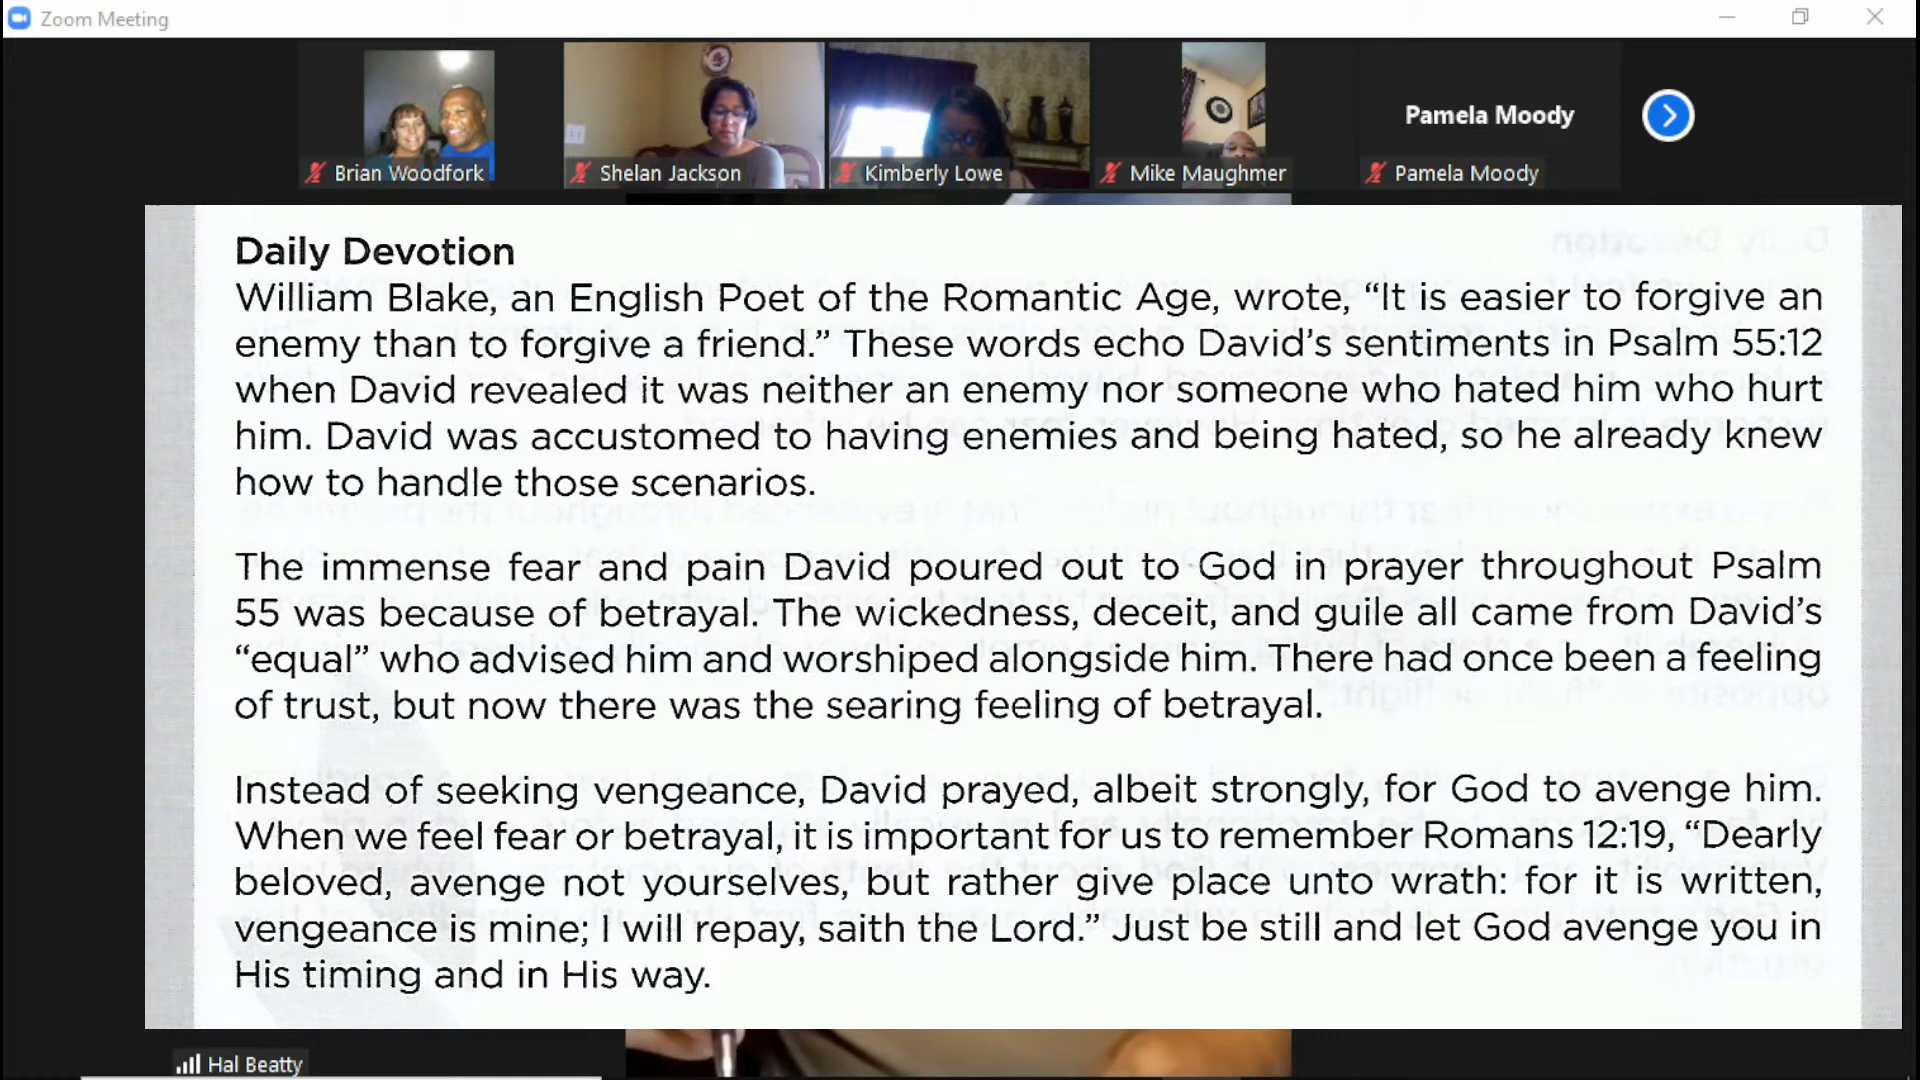 Zoom Meeting
Pamela Moody
Brian Woodfork
Shelan Jackson
Kimberly Lowe
Mike Maughmer
Pamela Moody
Daily Devotion
William Blake, an English Poet of the Romantic Age, wrote, “It is easier to forgive an
enemy than to forgive a friend.” These words echo David’s sentiments in Psalm 55:12
when David revealed it was neither an enemy nor someone who hated him who hurt
him. David was accustomed to having enemies and being hated, so he already knew
how to handle those scenarios.
The immense fear and pain David poured out to God in prayer throughout Psalm
55 was because of betrayal. The wickedness, deceit, and guile all came from David’s
“equal” who advised him and worshiped alongside him. There had once been a feeling
of trust, but now there was the searing feeling of betrayal.
Instead of seeking vengeance, David prayed, albeit strongly, for God to avenge him.
When we feel fear or betrayal, it is important for us to remember Romans 12:19, “Dearly
beloved, avenge not yourselves, but rather give place unto wrath: for it is written,
vengeance is mine; I will repay, saith the Lord.” Just be still and let God avenge you in
His timing and in His way.
Hal Beatty